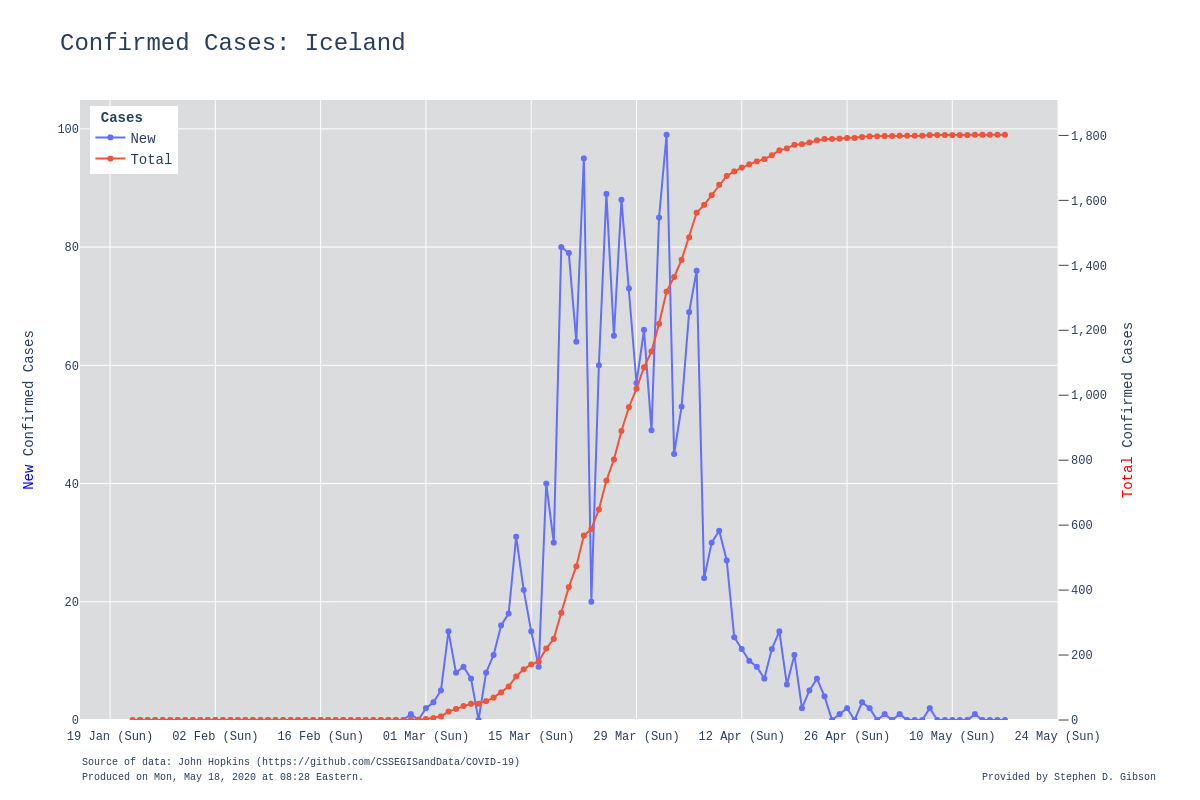 Confirmed Cases: Iceland
Cases
New
Total
100
80
60
40
20
0
1,800
1,600
1,400
1,200
1,000
800
600
400
200
0
New Confirmed Cases
Total Confirmed Cases
19 Jan (Sun) 02 Feb (Sun) 16 Feb (Sun) 01 Mar (Sun) 15 Mar (Sun) 29 Mar (Sun) 12 Apr (Sun) 26 Apr (Sun) 10 May (Sun) 24 May (Sun)
Source of data: John Hopkins (https://github.com/CSSEGISandData/COVID-19)
Produced on Mon, May 18, 2020 at 08:28 Eastern.
Provided by Stephen D. Gibson